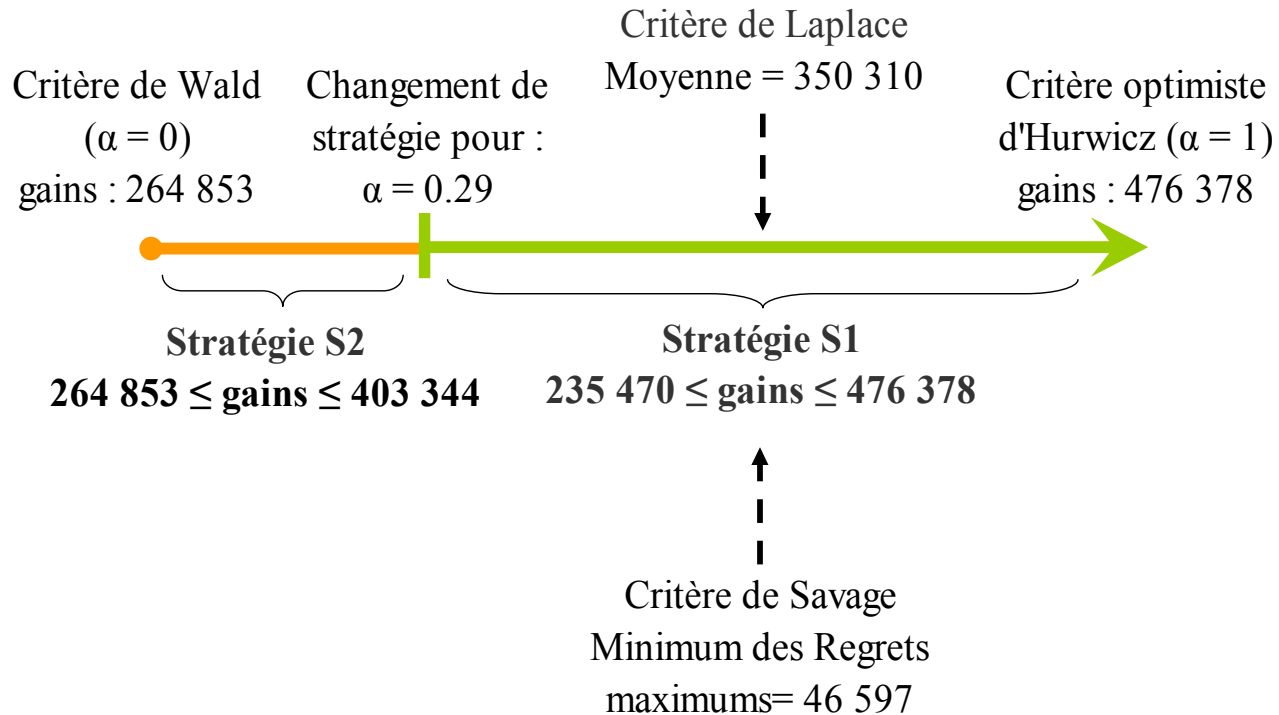 Critère de Laplace
Moyenne = 350 310
Critère de Wald
(α = 0)
gains : 264 853
Changement de
stratégie pour :
α = 0.29
Critère optimiste
d'Hurwicz (α = 1)
gains : 476 378
Stratégie S2
264 853 ≤ gains ≤ 403 344
Stratégie S1
235 470 ≤ gains ≤ 476 378
Critère de Savage
Minimum des Regrets
maximums= 46 597